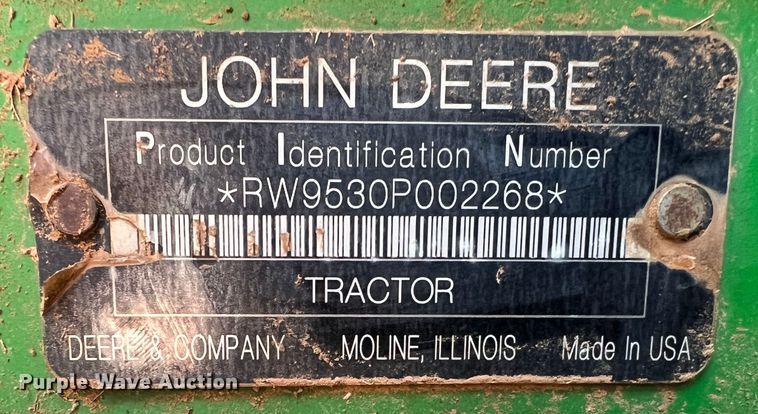 JOHN DEERE
Product Identification Number
*RW9530P002268*
TRACTOR
DEERE & COMPANY MOLINE, ILLINOIS Made In USA
Purple Wave Auction